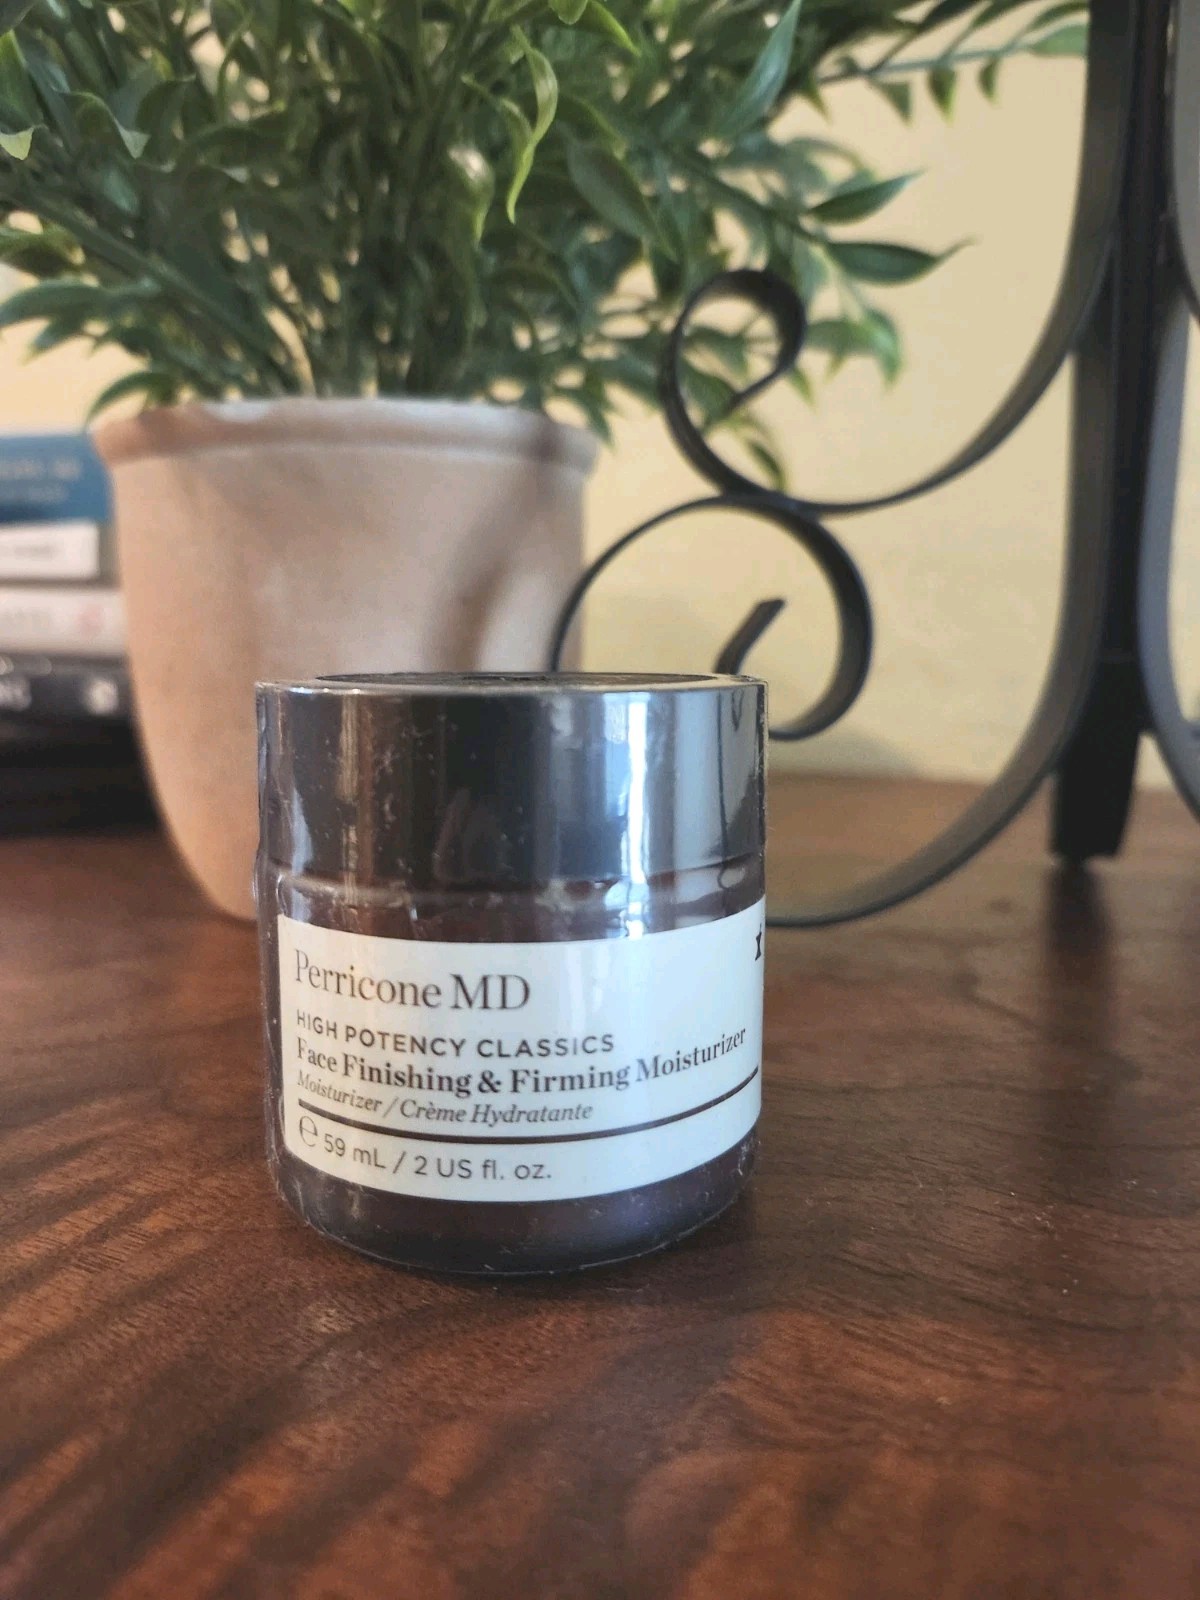 Perricone MD
HIGH POTENCY CLASSICS
Face Finishing & Firming Moisturizer
Moisturizer / Crème Hydratante
℮ 59 mL / 2 US fl. oz.